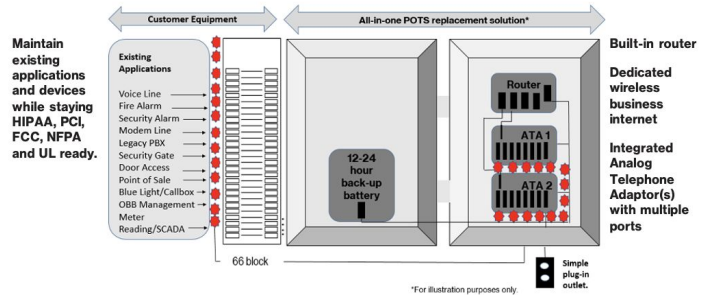 Customer Equipment
All-in-one POTS replacement solution*
Maintain
existing
applications
and devices
while staying
HIPAA, PCI,
FCC, NFPA
and UL ready.
Existing
Applications
Voice Line
Fire Alarm
Security Alarm
Modem Line
Legacy PBX
Security Gate
Door Access
Point of Sale
Blue Light/Callbox
OBB Management
Meter
Reading/SCADA
66 block
12-24
hour
back-up
battery
Router
ATA 1
ATA 2
Built-in router
Dedicated
wireless
business
internet
Integrated
Analog
Telephone
Adaptor(s)
with multiple
ports
Simple
plug-in
outlet.
*For illustration purposes only.